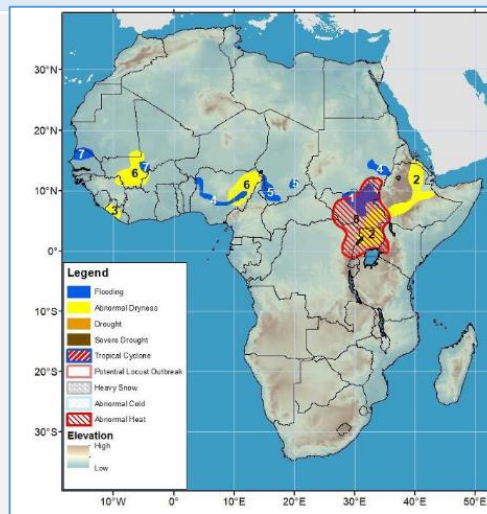 30°N
20°N
7
4
2
6
7
6
5
5
10°N
4
1
3
8
2
0°
10°S
20°S
30°S
Legend
Flooding
Abnormal Dryness
Drought
Severe Drought
Tropical Cyclone
Potential Locust Outbreak
Heavy Snow
Abnormal Cold
Abnormal Heat
Elevation
High
Low
10°W
0°
10°E
20°E
30°E
40°E
50°E